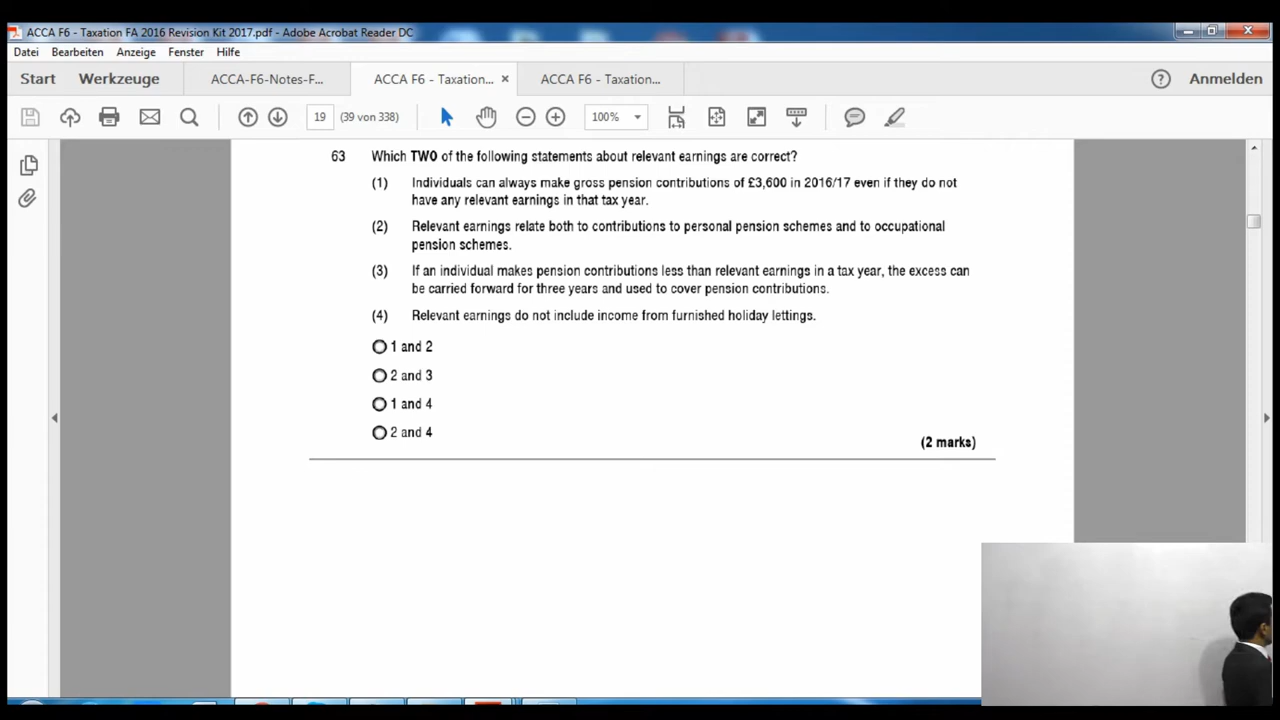 ACCA F6 - Taxation FA 2016 Revision Kit 2017.pdf - Adobe Acrobat Reader DC
Datei Bearbeiten Anzeige Fenster Hilfe
Start Werkzeuge ACCA-F6-Notes-F... ACCA F6 - Taxation... × ACCA F6 - Taxation... ? Anmelden
19 (39 von 338) 100%
63 Which TWO of the following statements about relevant earnings are correct?
(1) Individuals can always make gross pension contributions of £3,600 in 2016/17 even if they do not
have any relevant earnings in that tax year.
(2) Relevant earnings relate both to contributions to personal pension schemes and to occupational
pension schemes.
(3) If an individual makes pension contributions less than relevant earnings in a tax year, the excess can
be carried forward for three years and used to cover pension contributions.
(4) Relevant earnings do not include income from furnished holiday lettings.
1 and 2
2 and 3
1 and 4
2 and 4
(2 marks)